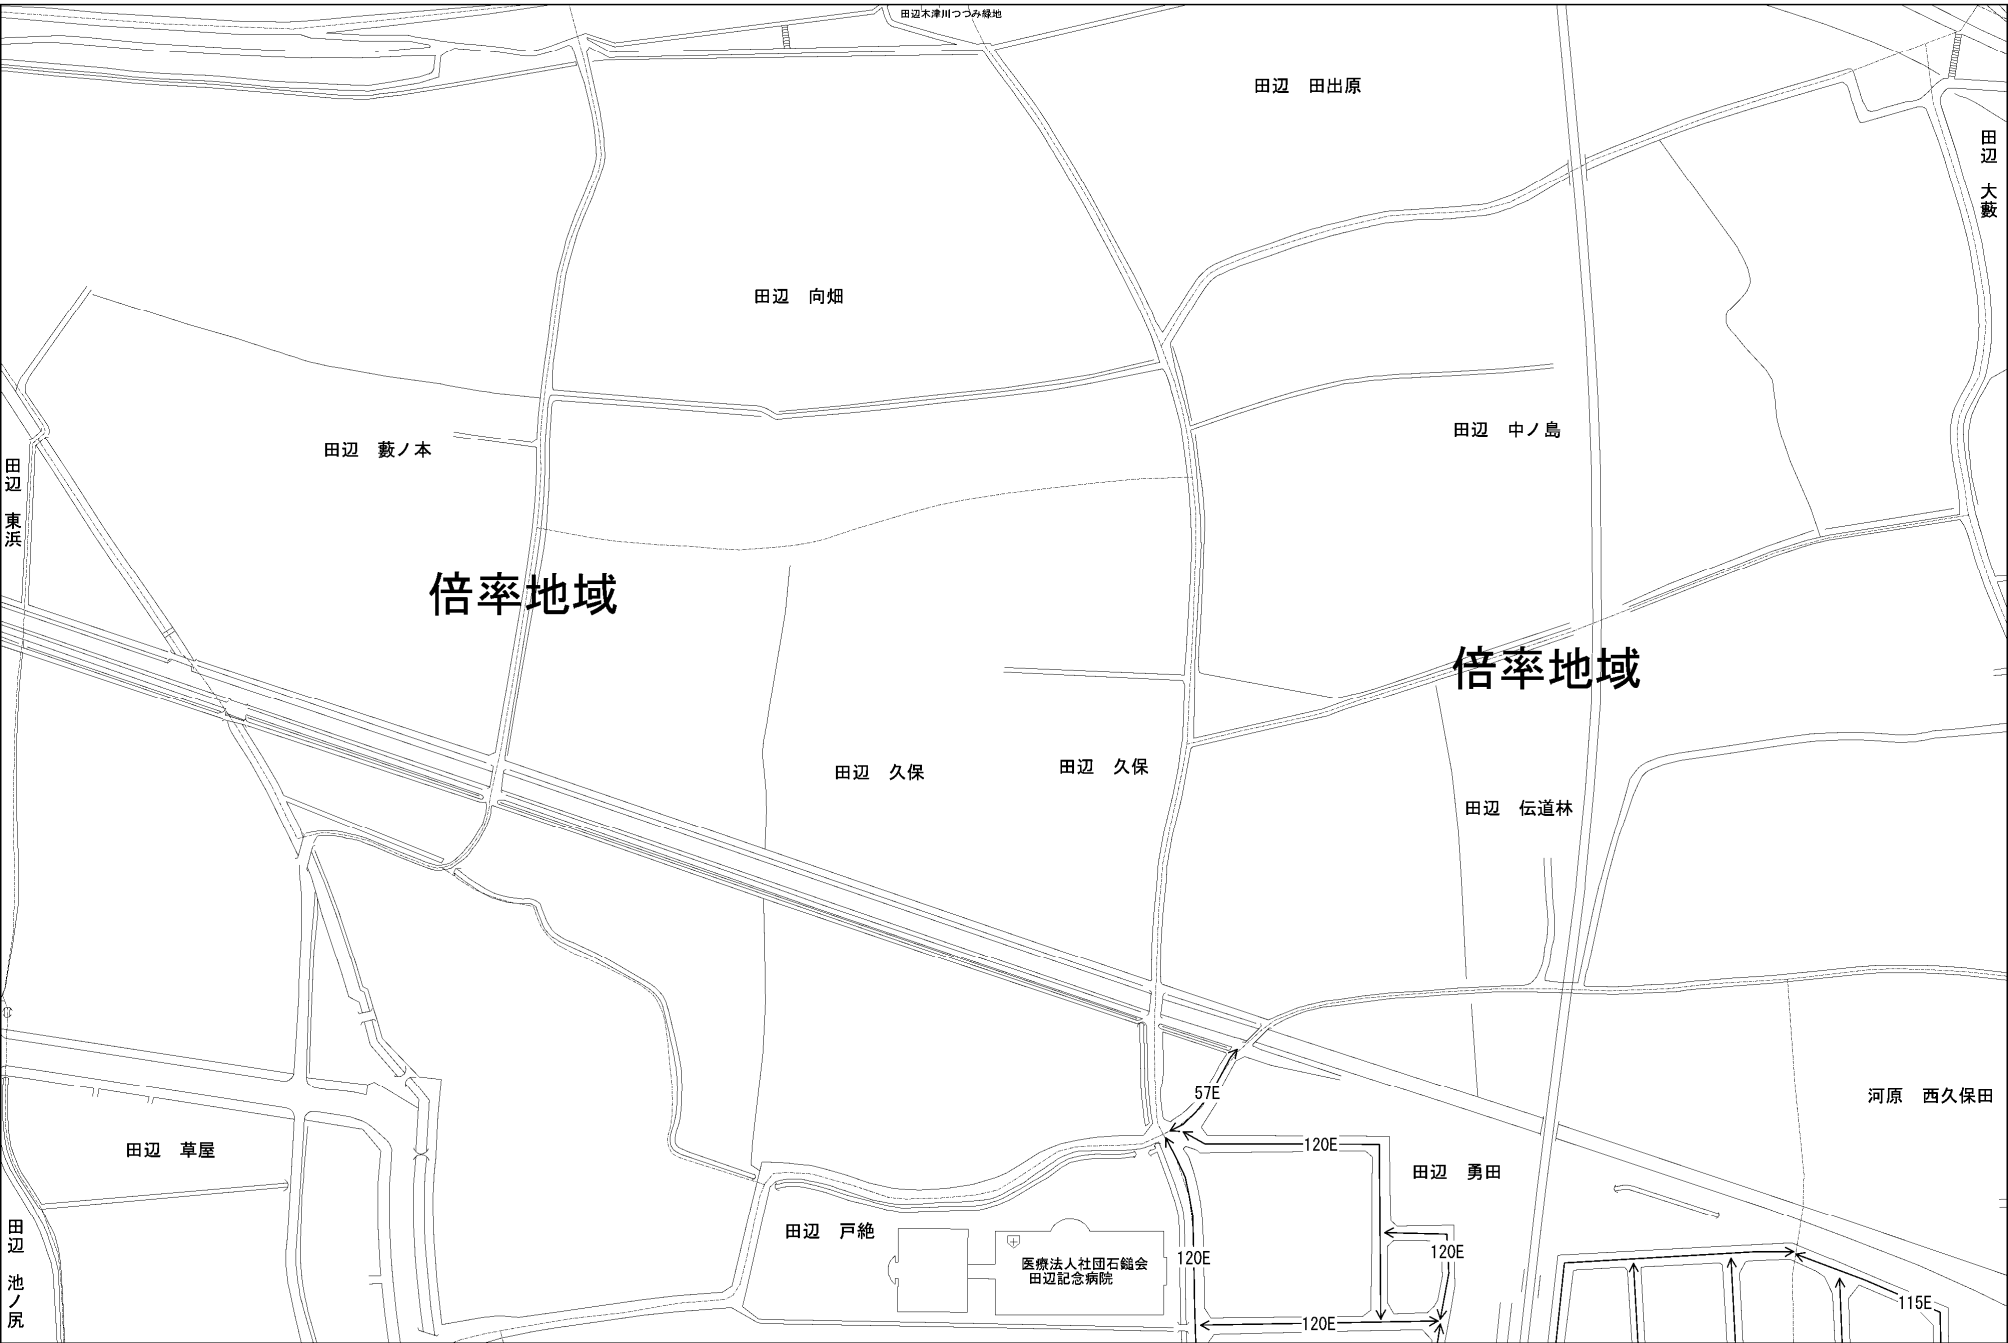 田辺木津川つつみ緑地
田辺　田出原
田辺　大藪
田辺　向畑
田辺　中ノ島
田辺　藪ノ本
田辺　東浜
倍率地域
倍率地域
田辺　久保
田辺　久保
田辺　伝道林
57E
河原　西久保田
120E
田辺　草屋
田辺　勇田
田辺　戸絶
120E
120E
医療法人社団石鎚会
田辺記念病院
田辺　池ノ尻
115E
120E